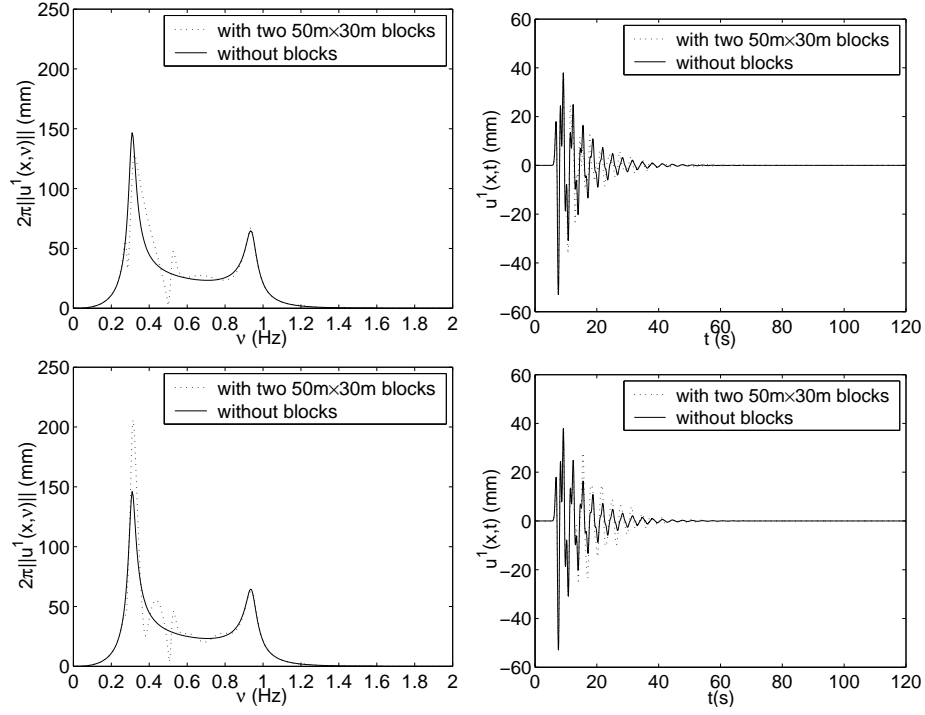 250
200
150
100
50
0
2π||u¹(x,ν)|| (mm)
with two 50m×30m blocks
without blocks
0 0.2 0.4 0.6 0.8 1 1.2 1.4 1.6 1.8 2
ν (Hz)
60
40
20
0
−20
−40
−60
u¹(x,t) (mm)
with two 50m×30m blocks
without blocks
0 20 40 60 80 100 120
t (s)
250
200
150
100
50
0
2π||u¹(x,ν)|| (mm)
with two 50m×30m blocks
without blocks
0 0.2 0.4 0.6 0.8 1 1.2 1.4 1.6 1.8 2
ν (Hz)
60
40
20
0
−20
−40
−60
u¹(x,t) (mm)
with two 50m×30m blocks
without blocks
0 20 40 60 80 100 120
t(s)